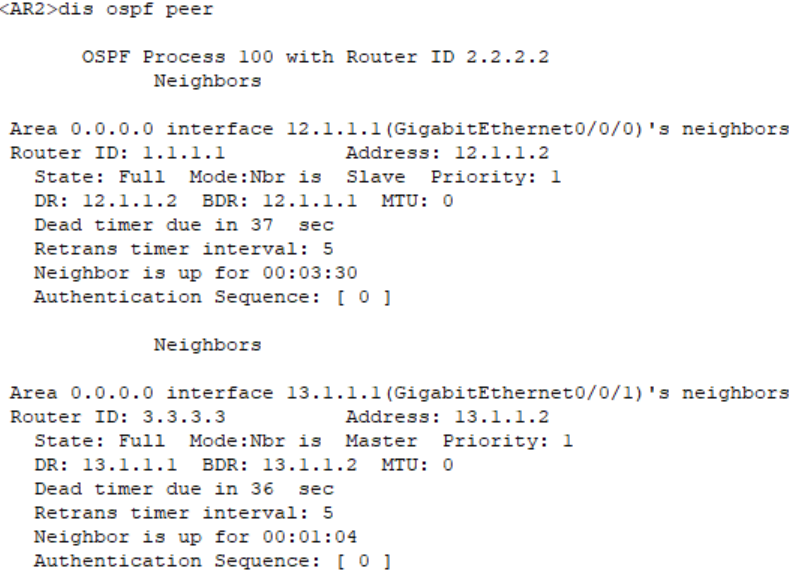 <AR2>dis ospf peer
OSPF Process 100 with Router ID 2.2.2.2
Neighbors
Area 0.0.0.0 interface 12.1.1.1(GigabitEthernet0/0/0)'s neighbors
Router ID: 1.1.1.1 Address: 12.1.1.2
State: Full Mode:Nbr is Slave Priority: 1
DR: 12.1.1.2 BDR: 12.1.1.1 MTU: 0
Dead timer due in 37 sec
Retrans timer interval: 5
Neighbor is up for 00:03:30
Authentication Sequence: [ 0 ]
Neighbors
Area 0.0.0.0 interface 13.1.1.1(GigabitEthernet0/0/1)'s neighbors
Router ID: 3.3.3.3 Address: 13.1.1.2
State: Full Mode:Nbr is Master Priority: 1
DR: 13.1.1.1 BDR: 13.1.1.2 MTU: 0
Dead timer due in 36 sec
Retrans timer interval: 5
Neighbor is up for 00:01:04
Authentication Sequence: [ 0 ]